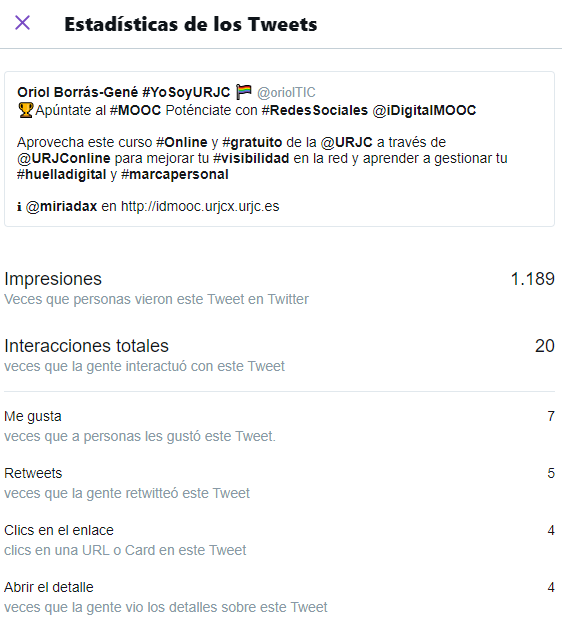 Estadísticas de los Tweets
Oriol Borrás-Gené #YoSoyURJC @oriolTIC
Apúntate al #MOOC Poténciate con #RedesSociales @iDigitalMOOC
Aprovecha este curso #Online y #gratuito de la @URJC a través de
@URJConline para mejorar tu #visibilidad en la red y aprender a gestionar tu
#huelladigital y #marcapersonal
ℹ @miriadax en http://idmooc.urjcx.urjc.es
Impresiones 1.189
Veces que personas vieron este Tweet en Twitter
Interacciones totales 20
veces que la gente interactuó con este Tweet
Me gusta 7
veces que a personas les gustó este Tweet.
Retweets 5
veces que la gente retwitteó este Tweet
Clics en el enlace 4
clics en una URL o Card en este Tweet
Abrir el detalle 4
veces que la gente vio los detalles sobre este Tweet